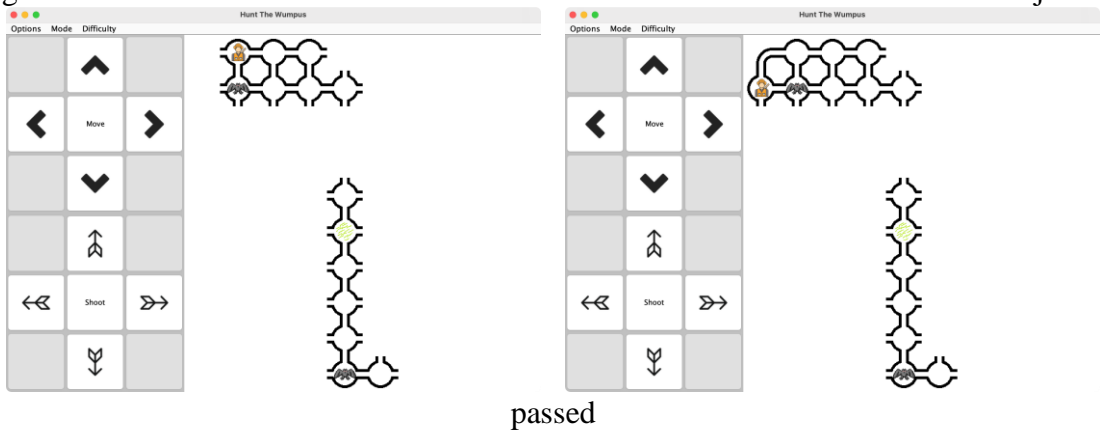 Hunt The Wumpus
Options Mode Difficulty
Move
Shoot
Hunt The Wumpus
Options Mode Difficulty
Move
Shoot
passed